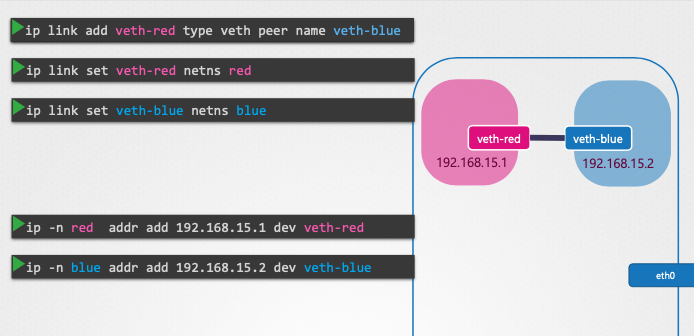 ip link add veth-red type veth peer name veth-blue
ip link set veth-red netns red
ip link set veth-blue netns blue
veth-red
veth-blue
192.168.15.1
192.168.15.2
ip -n red  addr add 192.168.15.1 dev veth-red
ip -n blue addr add 192.168.15.2 dev veth-blue
eth0